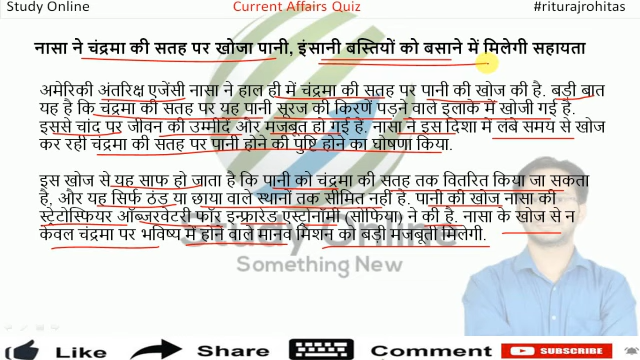 Study Online Current Affairs Quiz #riturajrohitas
नासा ने चंद्रमा की सतह पर खोजा पानी, इंसानी बस्तियों को बसाने में मिलेगी सहायता
अमेरिकी अंतरिक्ष एजेंसी नासा ने हाल ही में चंद्रमा की सतह पर पानी की खोज की है. बड़ी बात
यह है कि चंद्रमा की सतह पर यह पानी सूरज की किरणें पड़ने वाले इलाके में खोजी गई है.
इससे चांद पर जीवन की उम्मीदें और मजबूत हो गई हैं. नासा ने इस दिशा में लंबे समय से खोज
कर रही चंद्रमा की सतह पर पानी होने की पुष्टि होने का घोषणा किया.
इस खोज से यह साफ हो जाता है कि पानी को चंद्रमा की सतह तक वितरित किया जा सकता
है, और यह सिर्फ ठंड या छाया वाले स्थानों तक सीमित नहीं है. पानी की खोज नासा की
स्ट्रेटोस्फियर ऑब्जरवेटरी फॉर इन्फ्रारेड एस्ट्रोनॉमी (सोफिया) ने की है. नासा के खोज से न
केवल चंद्रमा पर भविष्य में होने वाले मानव मिशन को बड़ी मजबूती मिलेगी.
Study Online
Something New
Like Share Comment SUBSCRIBE